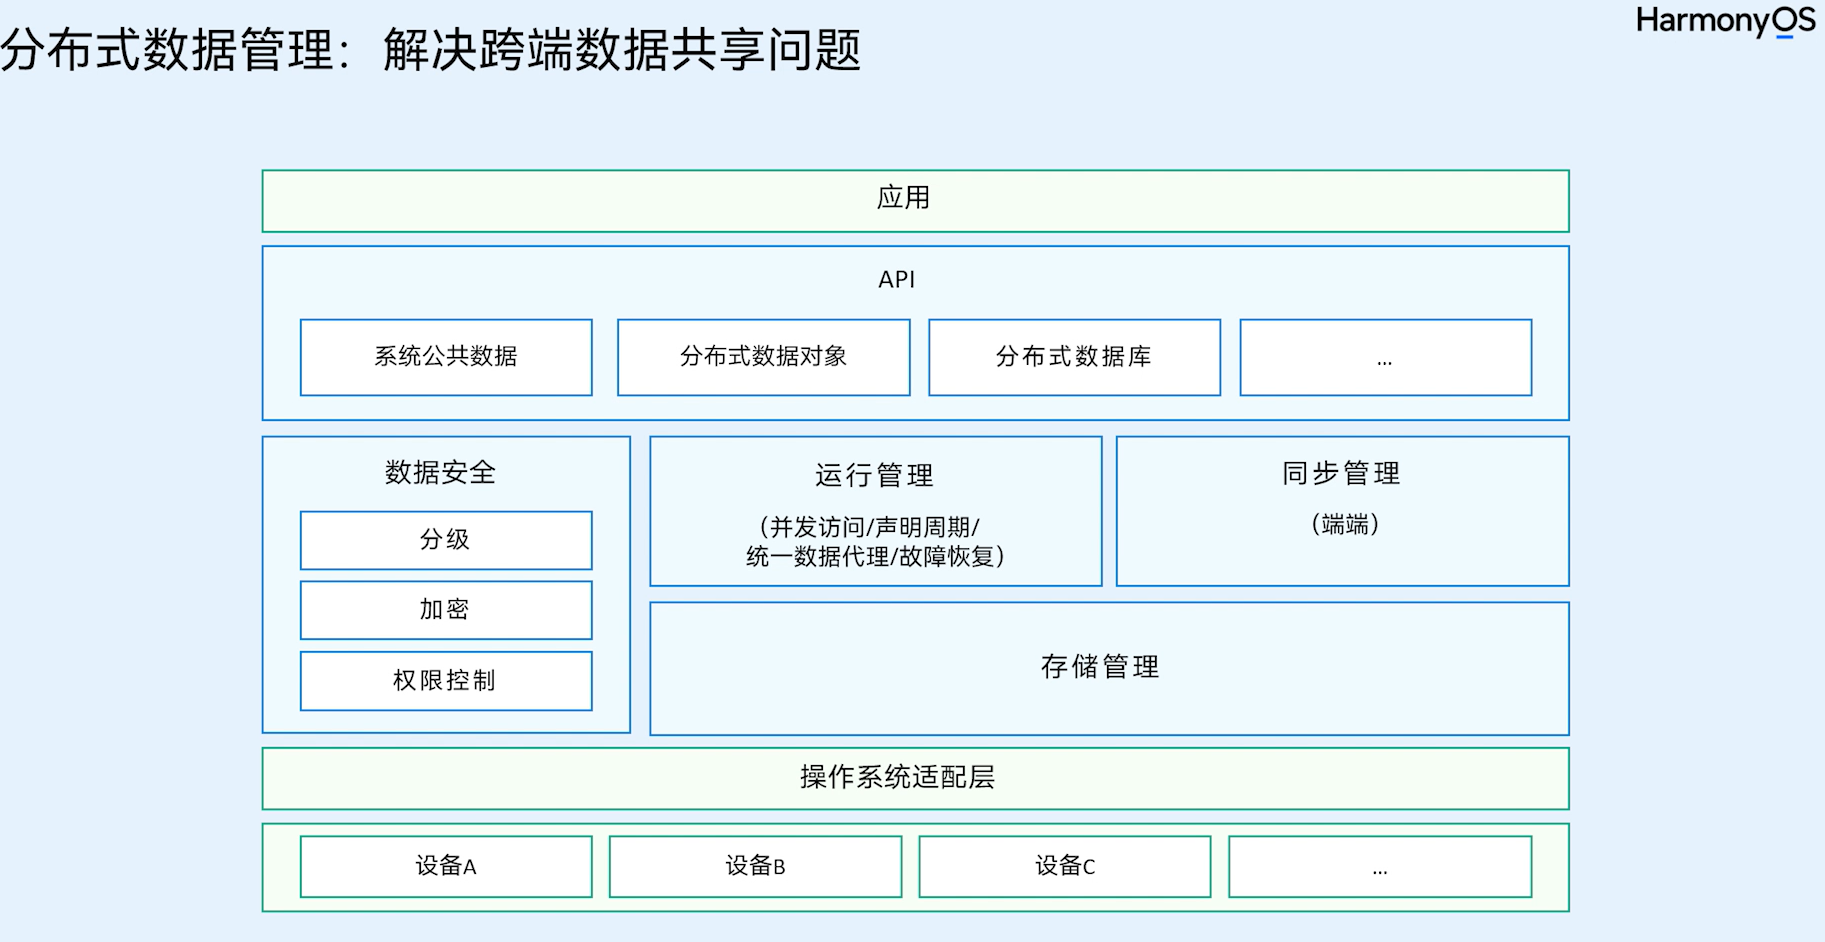 分布式数据管理：解决跨端数据共享问题
HarmonyOS
应用
API
系统公共数据
分布式数据对象
分布式数据库
...
数据安全
分级
加密
权限控制
运行管理
（并发访问/声明周期/
统一数据代理/故障恢复）
同步管理
（端端）
存储管理
操作系统适配层
设备A
设备B
设备C
...